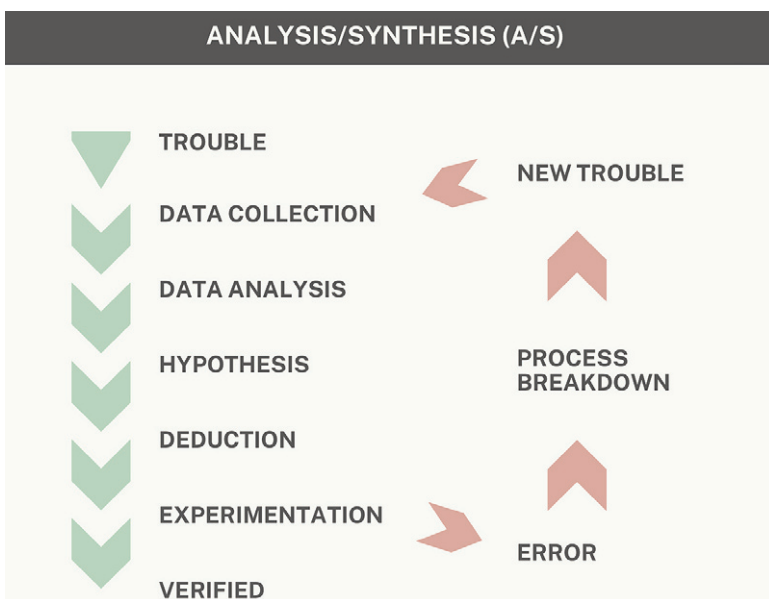 ANALYSIS/SYNTHESIS (A/S)
TROUBLE
DATA COLLECTION
DATA ANALYSIS
HYPOTHESIS
DEDUCTION
EXPERIMENTATION
VERIFIED
NEW TROUBLE
PROCESS
BREAKDOWN
ERROR